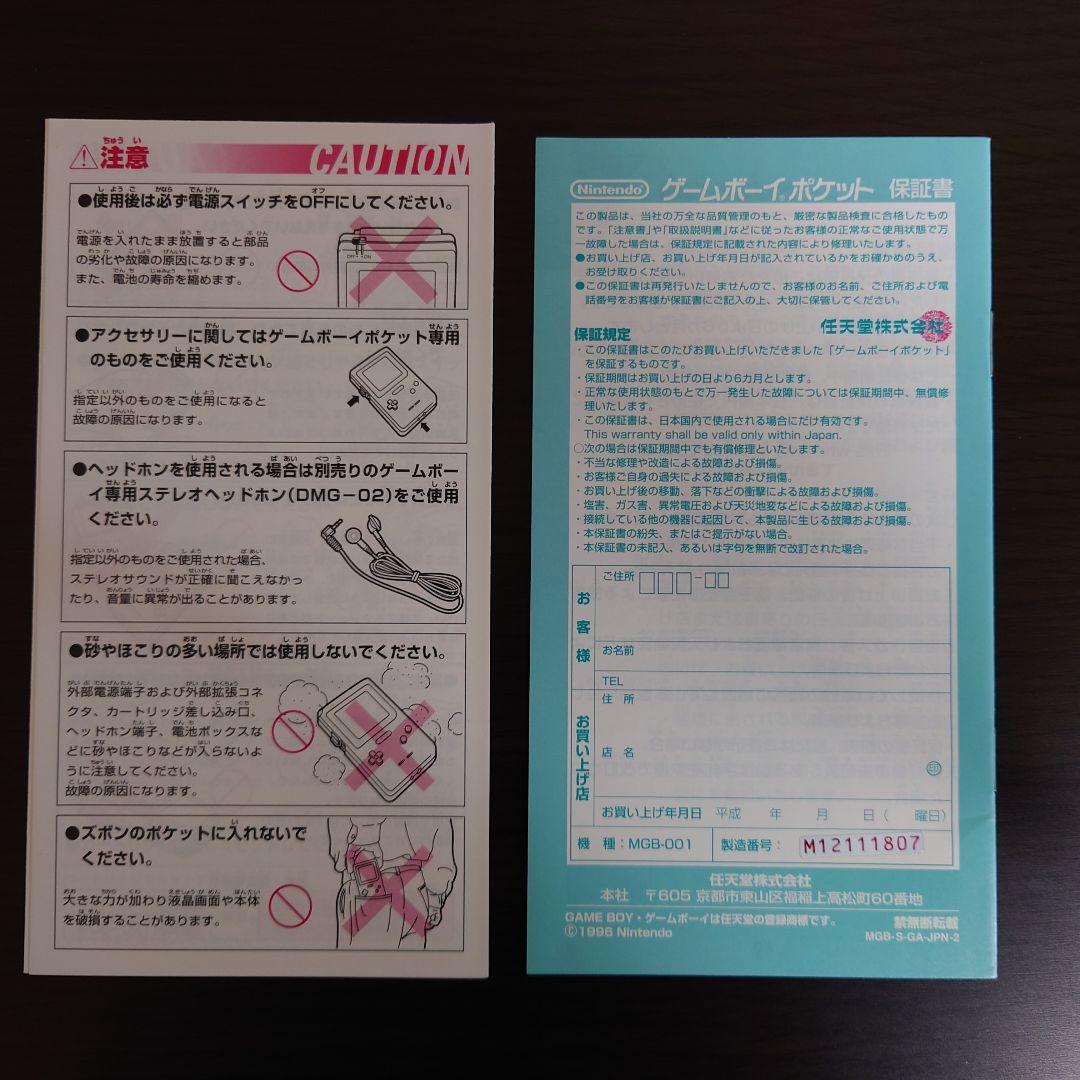 注意 CAUTION
●使用後は必ず電源スイッチをOFFにしてください。
電源を入れたまま放置すると部品
の劣化や故障の原因になります。
また、電池の寿命を縮めます。
OFF ON
●アクセサリーに関してはゲームボーイポケット専用
のものをご使用ください。
指定以外のものをご使用になると
故障の原因になります。
●ヘッドホンを使用される場合は別売りのゲームボー
イ専用ステレオヘッドホン(DMG-02)をご使用
ください。
指定以外のものをご使用された場合、
ステレオサウンドが正確に聞こえなかっ
たり、音量に異常が出ることがあります。
●砂やほこりの多い場所では使用しないでください。
外部電源端子および外部拡張コネ
クタ、カートリッジ差し込み口、
ヘッドホン端子、電池ボックスな
どに砂やほこりなどが入らないよ
うに注意してください。
故障の原因になります。
●ズボンのポケットに入れないで
ください。
大きな力が加わり液晶画面や本体
を破損することがあります。
Nintendo ゲームボーイ®ポケット 保証書
この製品は、当社の万全な品質管理のもと、厳密な製品検査に合格したもの
です。「注意書」や「取扱説明書」などに従ったお客様の正常なご使用状態で万
一故障した場合は、保証規定に記載された内容により修理いたします。
●お買い上げ店、お買い上げ年月日が記入されているかをお確かめのうえ、
お受け取りください。
●この保証書は再発行いたしませんので、お客様のお名前、ご住所および電
話番号をお客様が保証書にご記入の上、大切に保管してください。
任天堂株式会社
保証規定
・この保証書はこのたびお買い上げいただきました「ゲームボーイポケット」
を保証するものです。
・保証期間はお買い上げの日より6カ月とします。
・正常な使用状態のもとで万一発生した故障については保証期間中、無償修
理いたします。
・この保証書は、日本国内で使用される場合にだけ有効です。
This warranty shall be valid only within Japan.
○次の場合は保証期間中でも有償修理といたします。
・不当な修理や改造による故障および損傷。
・お客様ご自身の過失による故障および損傷。
・お買い上げ後の移動、落下などの衝撃による故障および損傷。
・塩害、ガス害、異常電圧および天災地変などによる故障および損傷。
・接続している他の機器に起因して、本製品に生じる故障および損傷。
・本保証書の紛失、またはご提示がない場合。
・本保証書の未記入、あるいは字句を無断で改訂された場合。
お客様
ご住所 □□□-□□
お名前
TEL
お買い上げ店
住 所
店 名
印
お買い上げ年月日 平成 年 月 日( 曜日)
機 種:MGB-001 製造番号: M12111807
任天堂株式会社
本社 〒605 京都市東山区福稲上高松町60番地
GAME BOY・ゲームボーイは任天堂の登録商標です。 禁無断転載
©1996 Nintendo MGB-S-GA-JPN-2